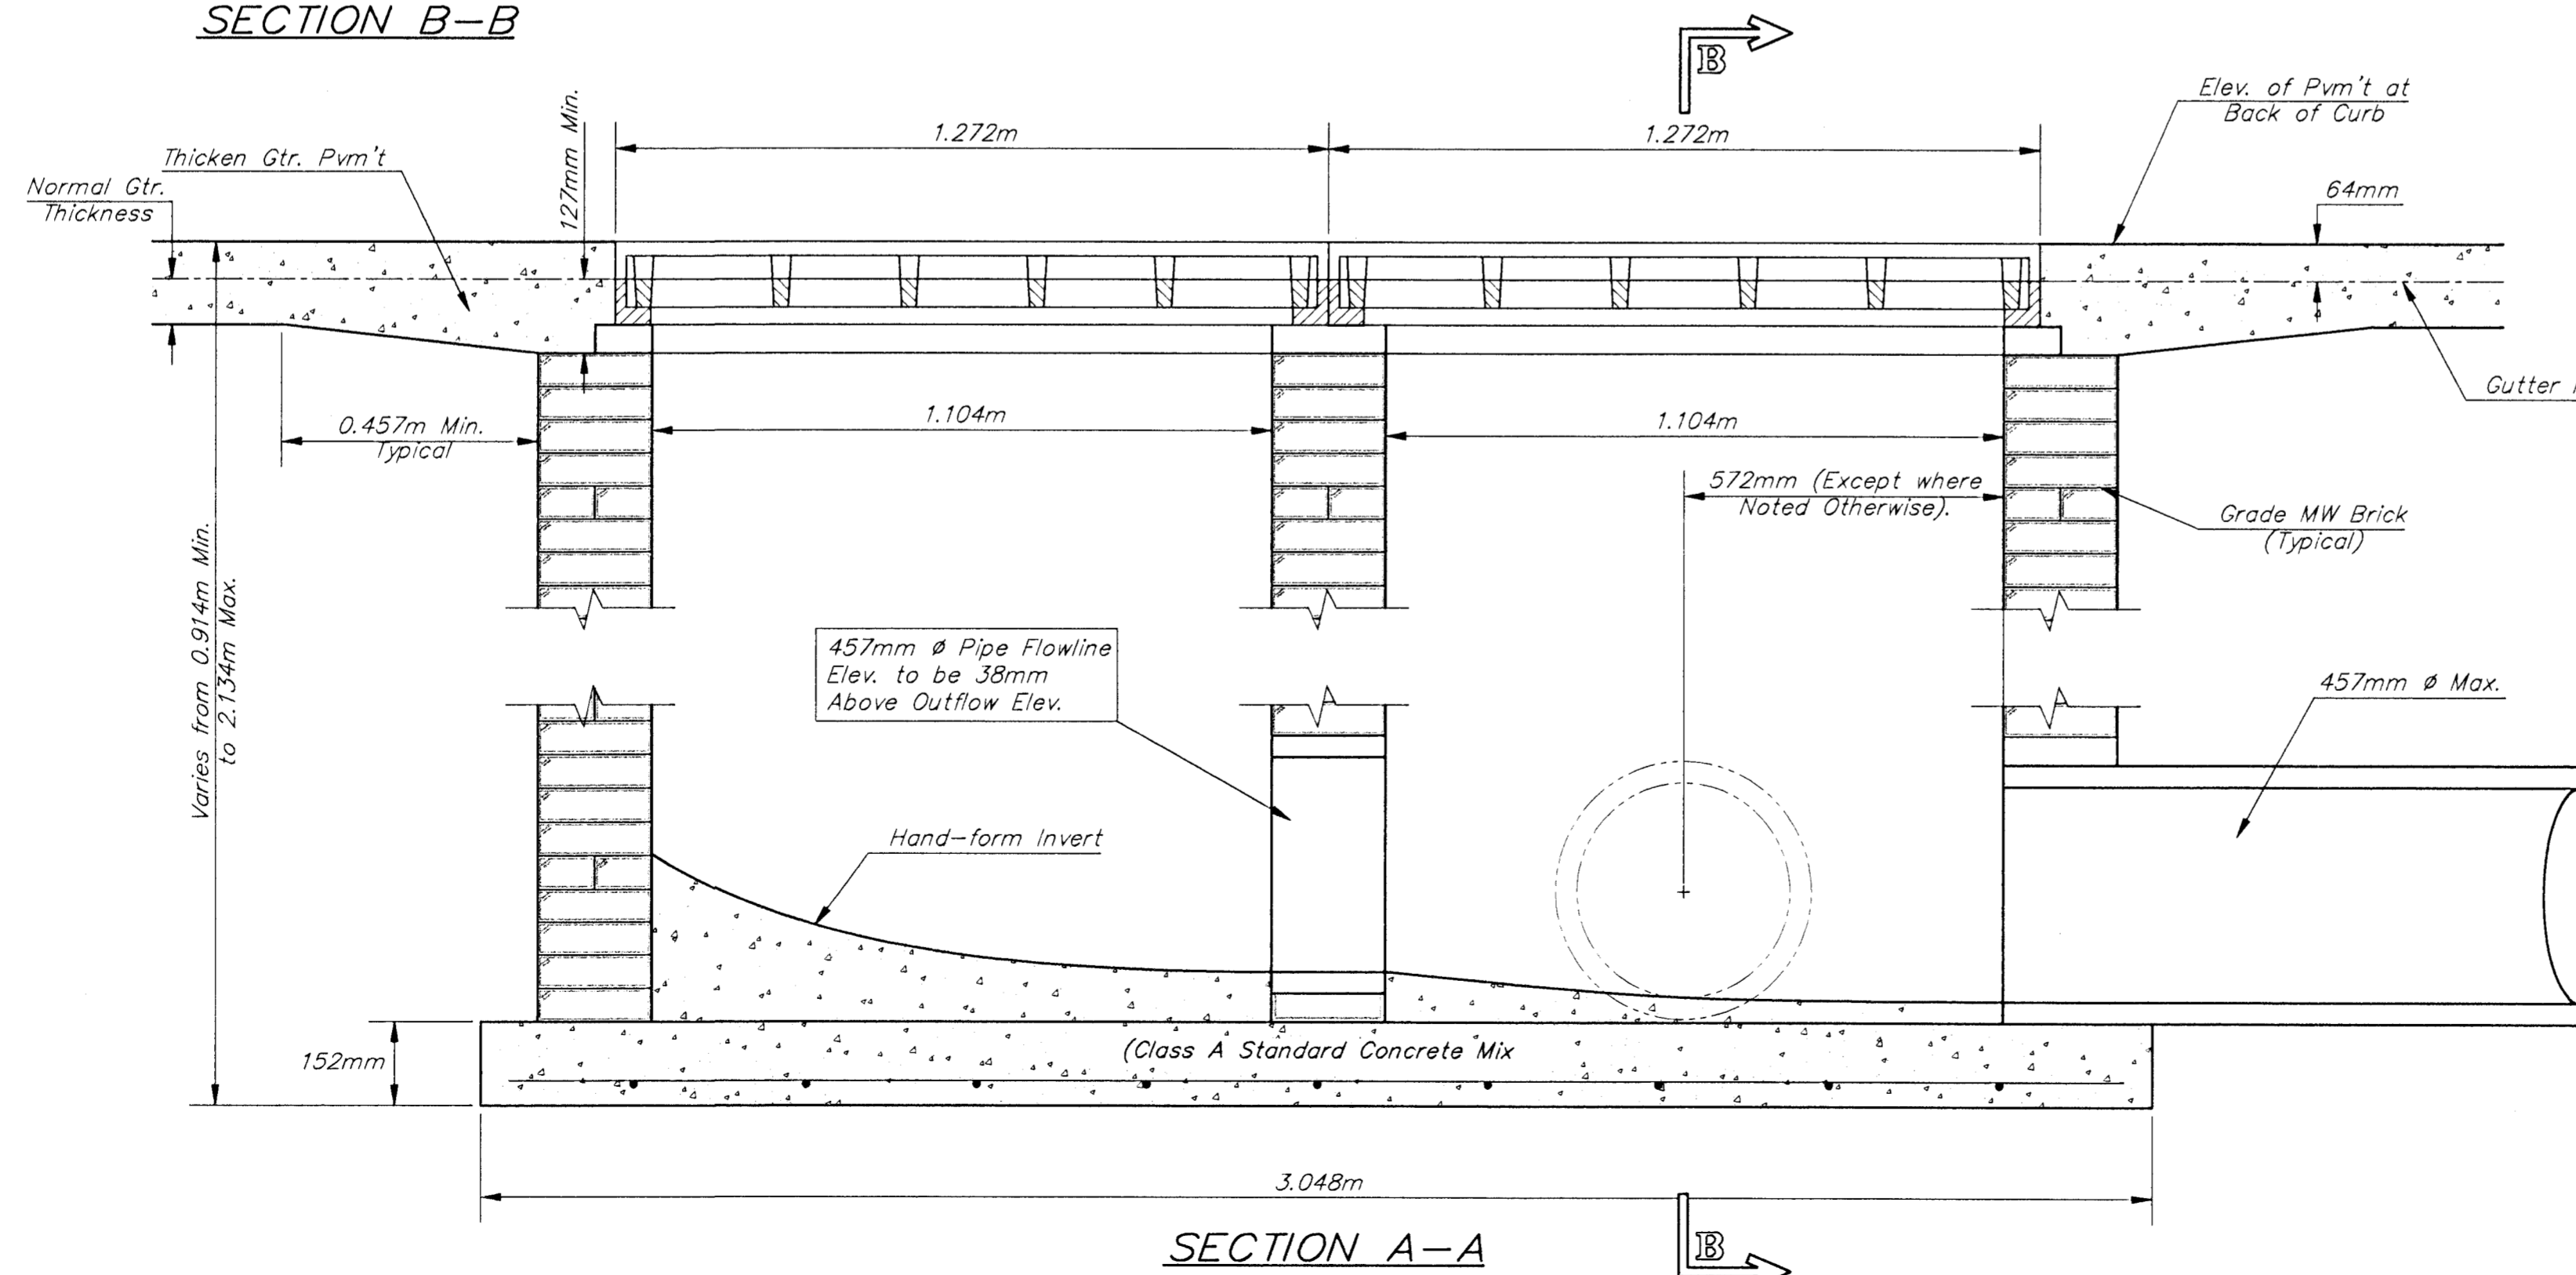 SECTION B-B
B
Elev. of Pvm't at
Back of Curb
1.272m
1.272m
127mm Min.
Thicken Gtr. Pvm't
Normal Gtr.
Thickness
64mm
Gutter
0.457m Min.
Typical
1.104m
1.104m
572mm (Except where
Noted Otherwise).
Grade MW Brick
(Typical)
Varies from 0.914m Min.
to 2.134m Max.
457mm ø Pipe Flowline
Elev. to be 38mm
Above Outflow Elev.
457mm ø Max.
Hand-form Invert
152mm
(Class A Standard Concrete Mix
3.048m
SECTION A-A
B